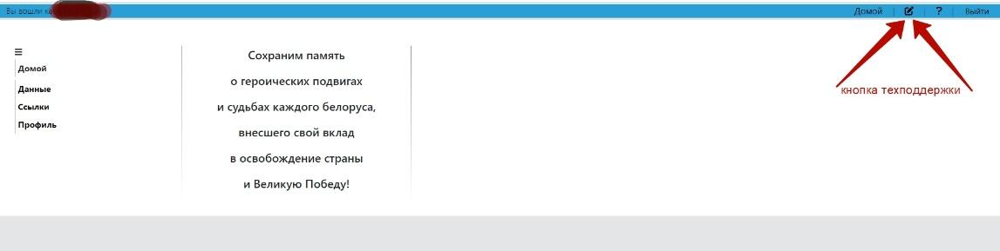 Вы вошли ка
Домой | | ? | Выйти
кнопка техподдержки
Домой
Данные
Ссылки
Профиль
Сохраним память
о героических подвигах
и судьбах каждого белоруса,
внесшего свой вклад
в освобождение страны
и Великую Победу!